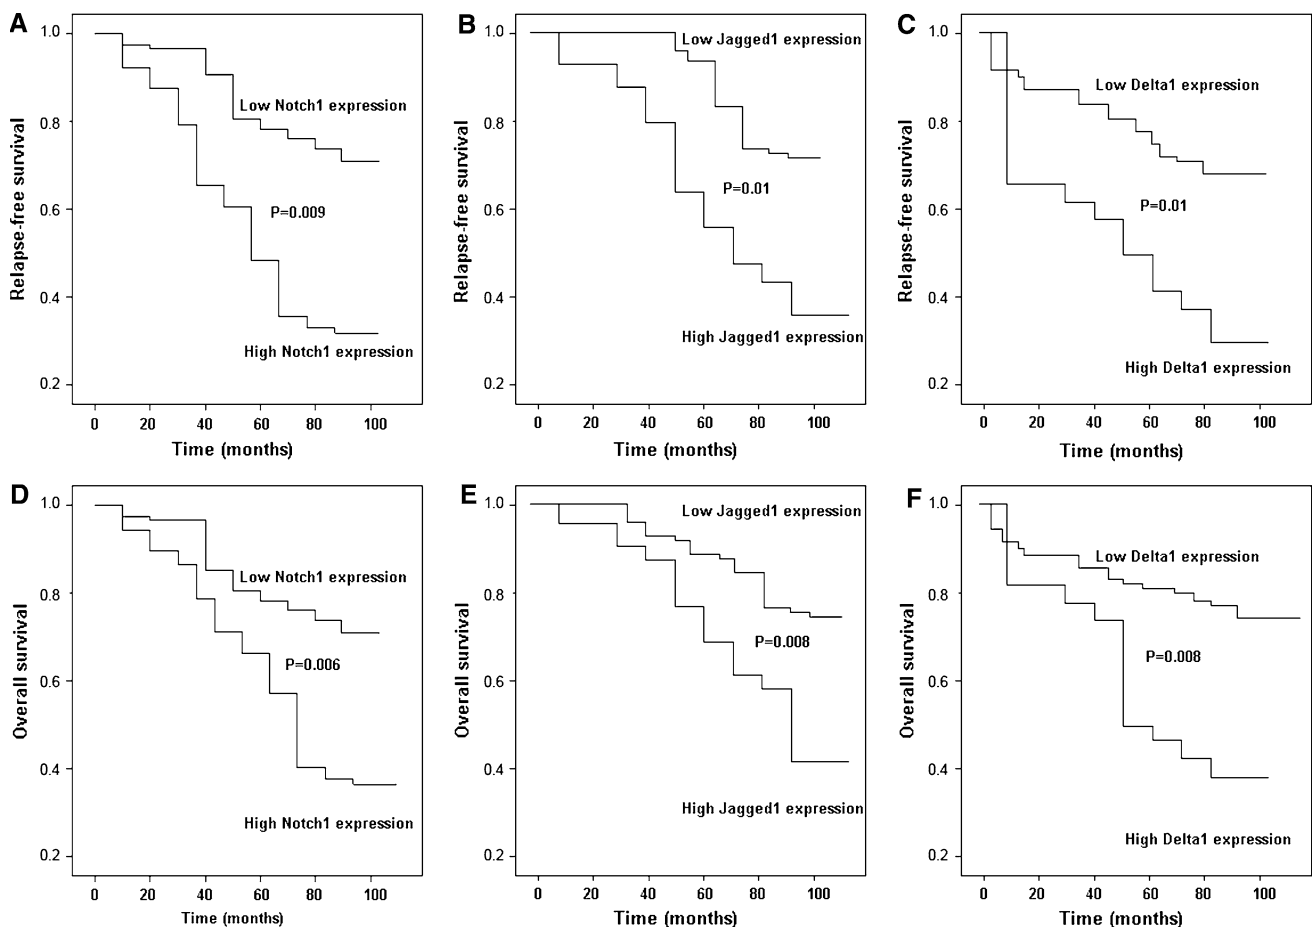 A
Relapse-free survival
1.0
0.8
0.6
0.4
0.2
Low Notch1 expression
P=0.009
High Notch1 expression
0 20 40 60 80 100
Time (months)
B
Relapse-free survival
1.0
0.8
0.6
0.4
0.2
Low Jagged1 expression
P=0.01
High Jagged1 expression
0 20 40 60 80 100
Time (months)
C
Relapse-free survival
1.0
0.8
0.6
0.4
0.2
Low Delta1 expression
P=0.01
High Delta1 expression
0 20 40 60 80 100
Time (months)
D
Overall survival
1.0
0.8
0.6
0.4
0.2
Low Notch1 expression
P=0.006
High Notch1 expression
0 20 40 60 80 100
Time (months)
E
Overall survival
1.0
0.8
0.6
0.4
0.2
Low Jagged1 expression
P=0.008
High Jagged1 expression
0 20 40 60 80 100
Time (months)
F
Overall survival
1.0
0.8
0.6
0.4
0.2
Low Delta1 expression
P=0.008
High Delta1 expression
0 20 40 60 80 100
Time (months)